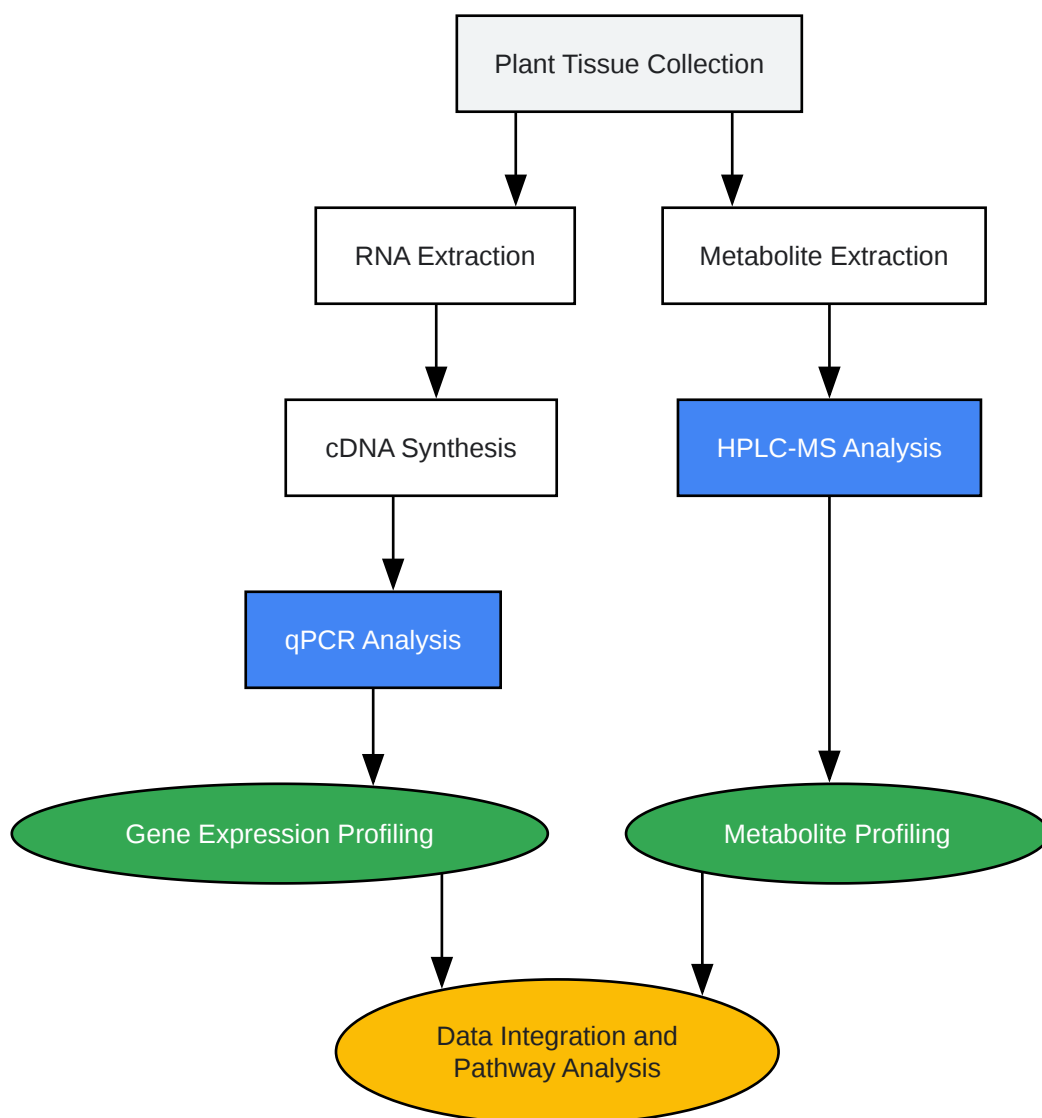 Plant Tissue Collection
RNA Extraction
Metabolite Extraction
cDNA Synthesis
HPLC-MS Analysis
qPCR Analysis
Gene Expression Profiling
Metabolite Profiling
Data Integration and
Pathway Analysis